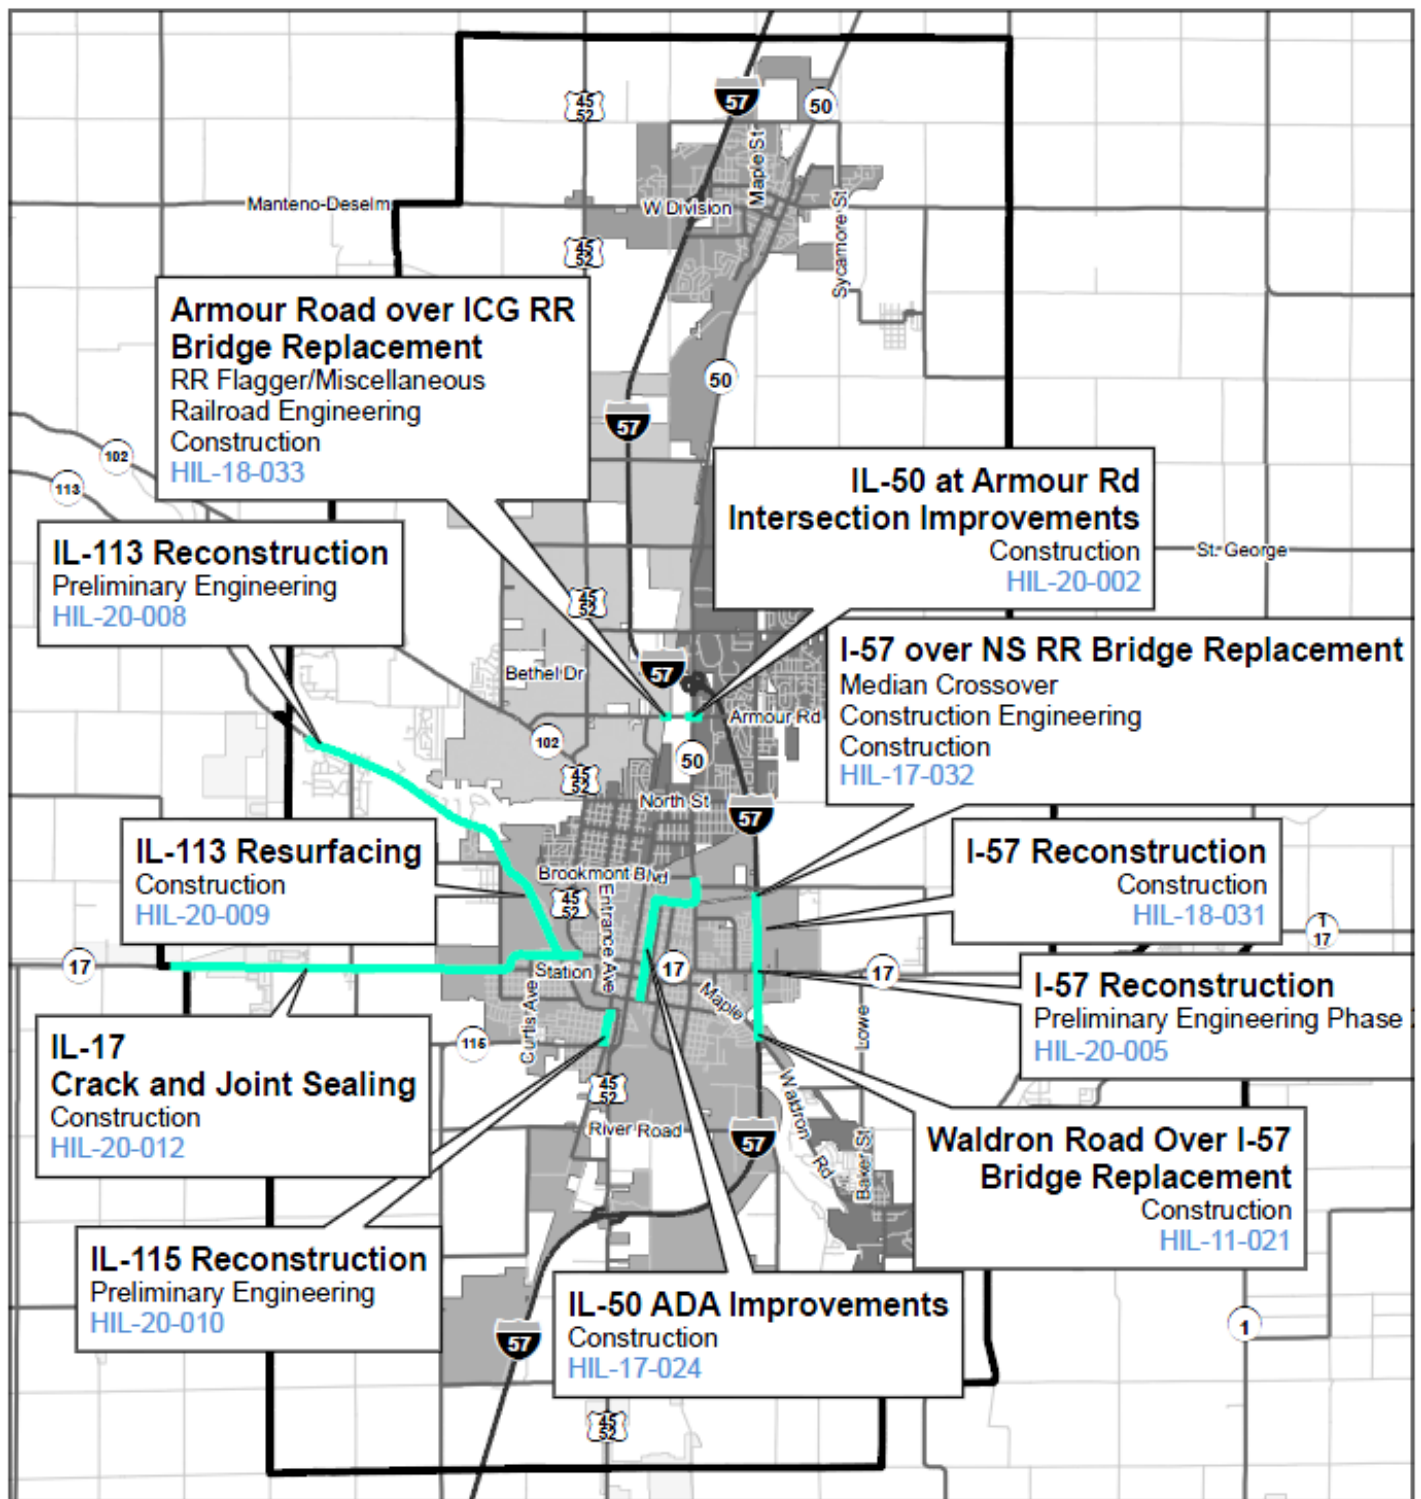 57
50
45
52
Maple St
Manteno-Deselm
W Division
Sycamore St
45
52
Armour Road over ICG RR
Bridge Replacement
RR Flagger/Miscellaneous
Railroad Engineering
Construction
HIL-18-033
50
57
102
113
IL-50 at Armour Rd
Intersection Improvements
Construction
HIL-20-002
St. George
IL-113 Reconstruction
Preliminary Engineering
HIL-20-008
45
52
Bethel Dr
57
I-57 over NS RR Bridge Replacement
Median Crossover
Construction Engineering
Construction
HIL-17-032
Armour Rd
102
50
45
52
North St
57
IL-113 Resurfacing
Construction
HIL-20-009
Brookmont Blvd
45
52
Entrance Ave
I-57 Reconstruction
Construction
HIL-18-031
T
17
17
Station
17
17
Maple
Curtis Ave
Lowe
I-57 Reconstruction
Preliminary Engineering Phase
HIL-20-005
IL-17
Crack and Joint Sealing
Construction
HIL-20-012
115
45
52
River Road
57
Waldron Rd
Baker St
Waldron Road Over I-57
Bridge Replacement
Construction
HIL-11-021
IL-115 Reconstruction
Preliminary Engineering
HIL-20-010
IL-50 ADA Improvements
Construction
HIL-17-024
57
1
45
52